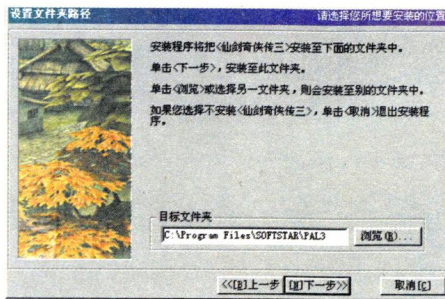 设置文件夹路径
请选择您所想要安装的位置
安装程序将把<仙剑奇侠传三>安装至下面的文件夹中。
单击<下一步>,安装至此文件夹。
单击<浏览>或选择另一文件夹,则会安装至别的文件夹中。
如果您选择不安装<仙剑奇侠传三>,单击<取消>退出安装程
序。
目标文件夹
C:\Program Files\SOFTSTAR\PAL3
浏览(R)...
<<[B]上一步
[N]下一步>>
取消[C]